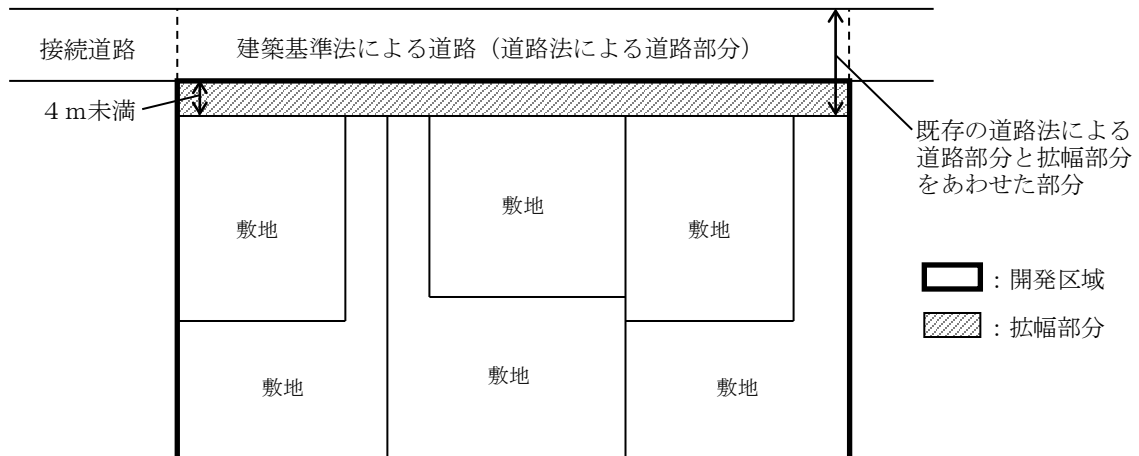 接続道路
建築基準法による道路(道路法による道路部分)
4m未満
既存の道路法による
道路部分と拡幅部分
をあわせた部分
敷地
敷地
敷地
敷地
敷地
敷地
:開発区域
:拡幅部分